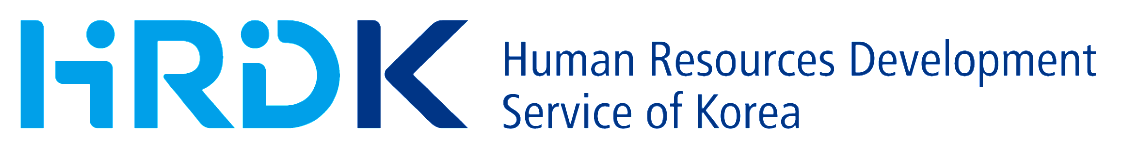 HRDK
Human Resources Development
Service of Korea